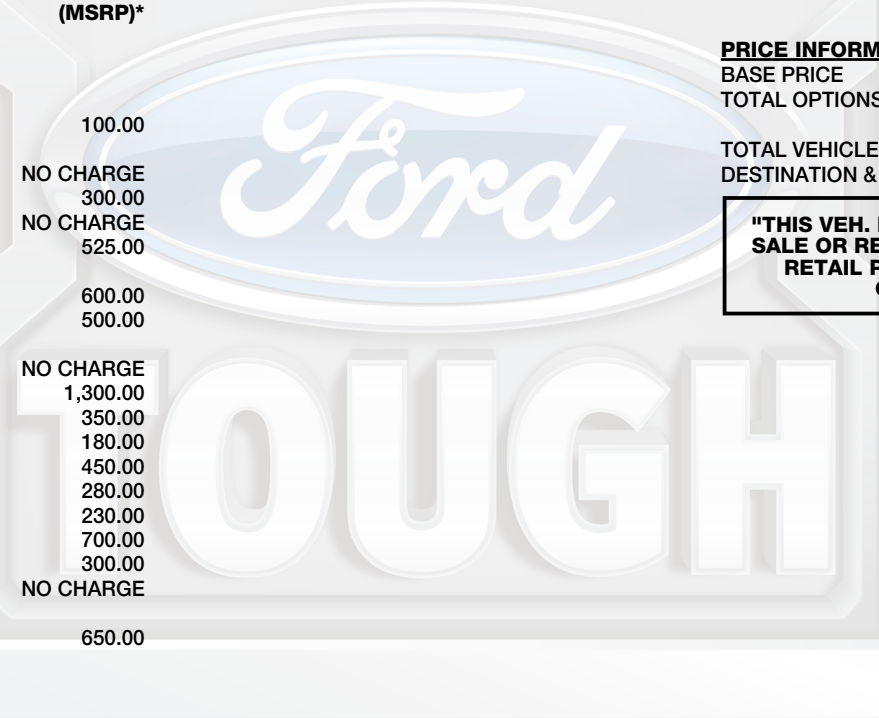 (MSRP)*
100.00
NO CHARGE
300.00
NO CHARGE
525.00
600.00
500.00
NO CHARGE
1,300.00
350.00
180.00
450.00
280.00
230.00
700.00
300.00
NO CHARGE
650.00
PRICE INFORM
BASE PRICE
TOTAL OPTIONS
TOTAL VEHICLE
DESTINATION &
"THIS VEH.
SALE OR RE
RETAIL P
Ford
TOUGH